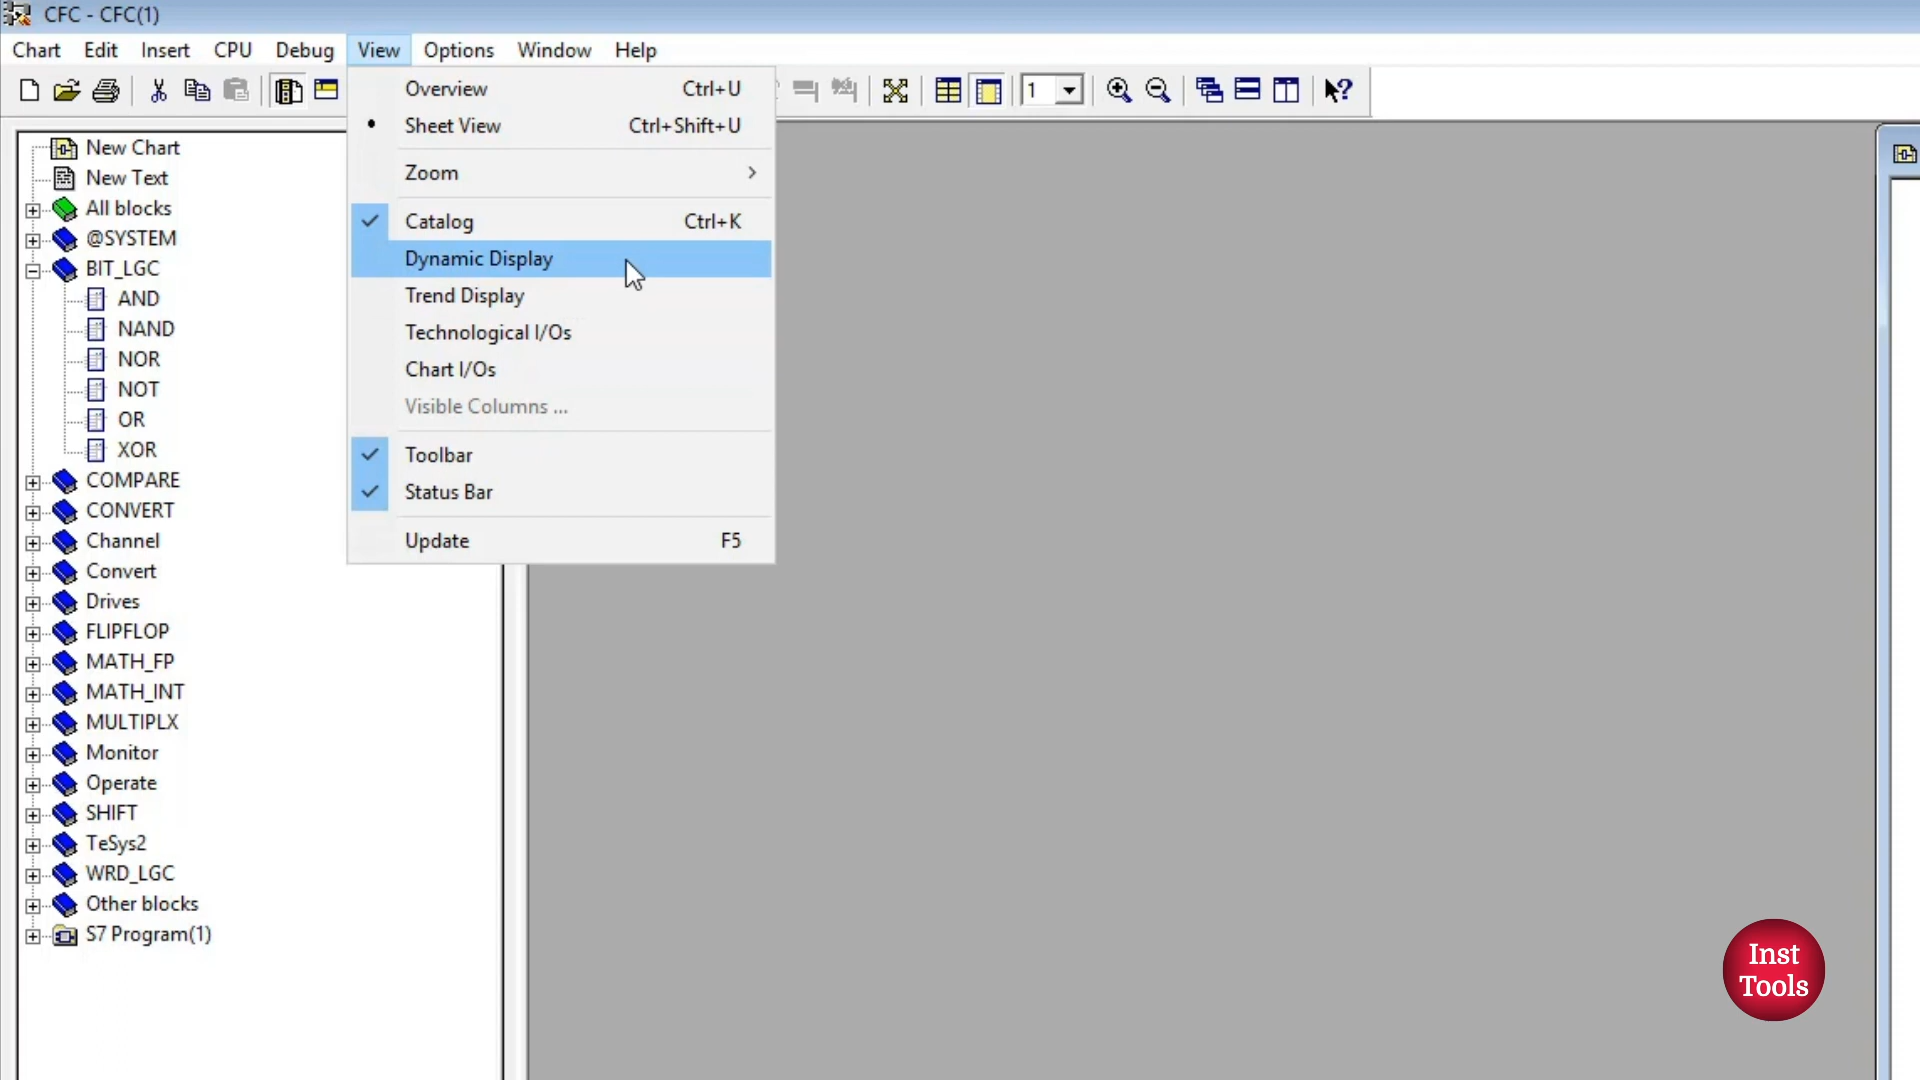 CFC - CFC(1)
Chart Edit Insert CPU Debug View Options Window Help
1
Overview Ctrl+U
Sheet View Ctrl+Shift+U
Zoom
Catalog Ctrl+K
Dynamic Display
Trend Display
Technological I/Os
Chart I/Os
Visible Columns ...
Toolbar
Status Bar
Update F5
New Chart
New Text
All blocks
@SYSTEM
BIT_LGC
AND
NAND
NOR
NOT
OR
XOR
COMPARE
CONVERT
Channel
Convert
Drives
FLIPFLOP
MATH_FP
MATH_INT
MULTIPLX
Monitor
Operate
SHIFT
TeSys2
WRD_LGC
Other blocks
S7 Program(1)
Inst
Tools